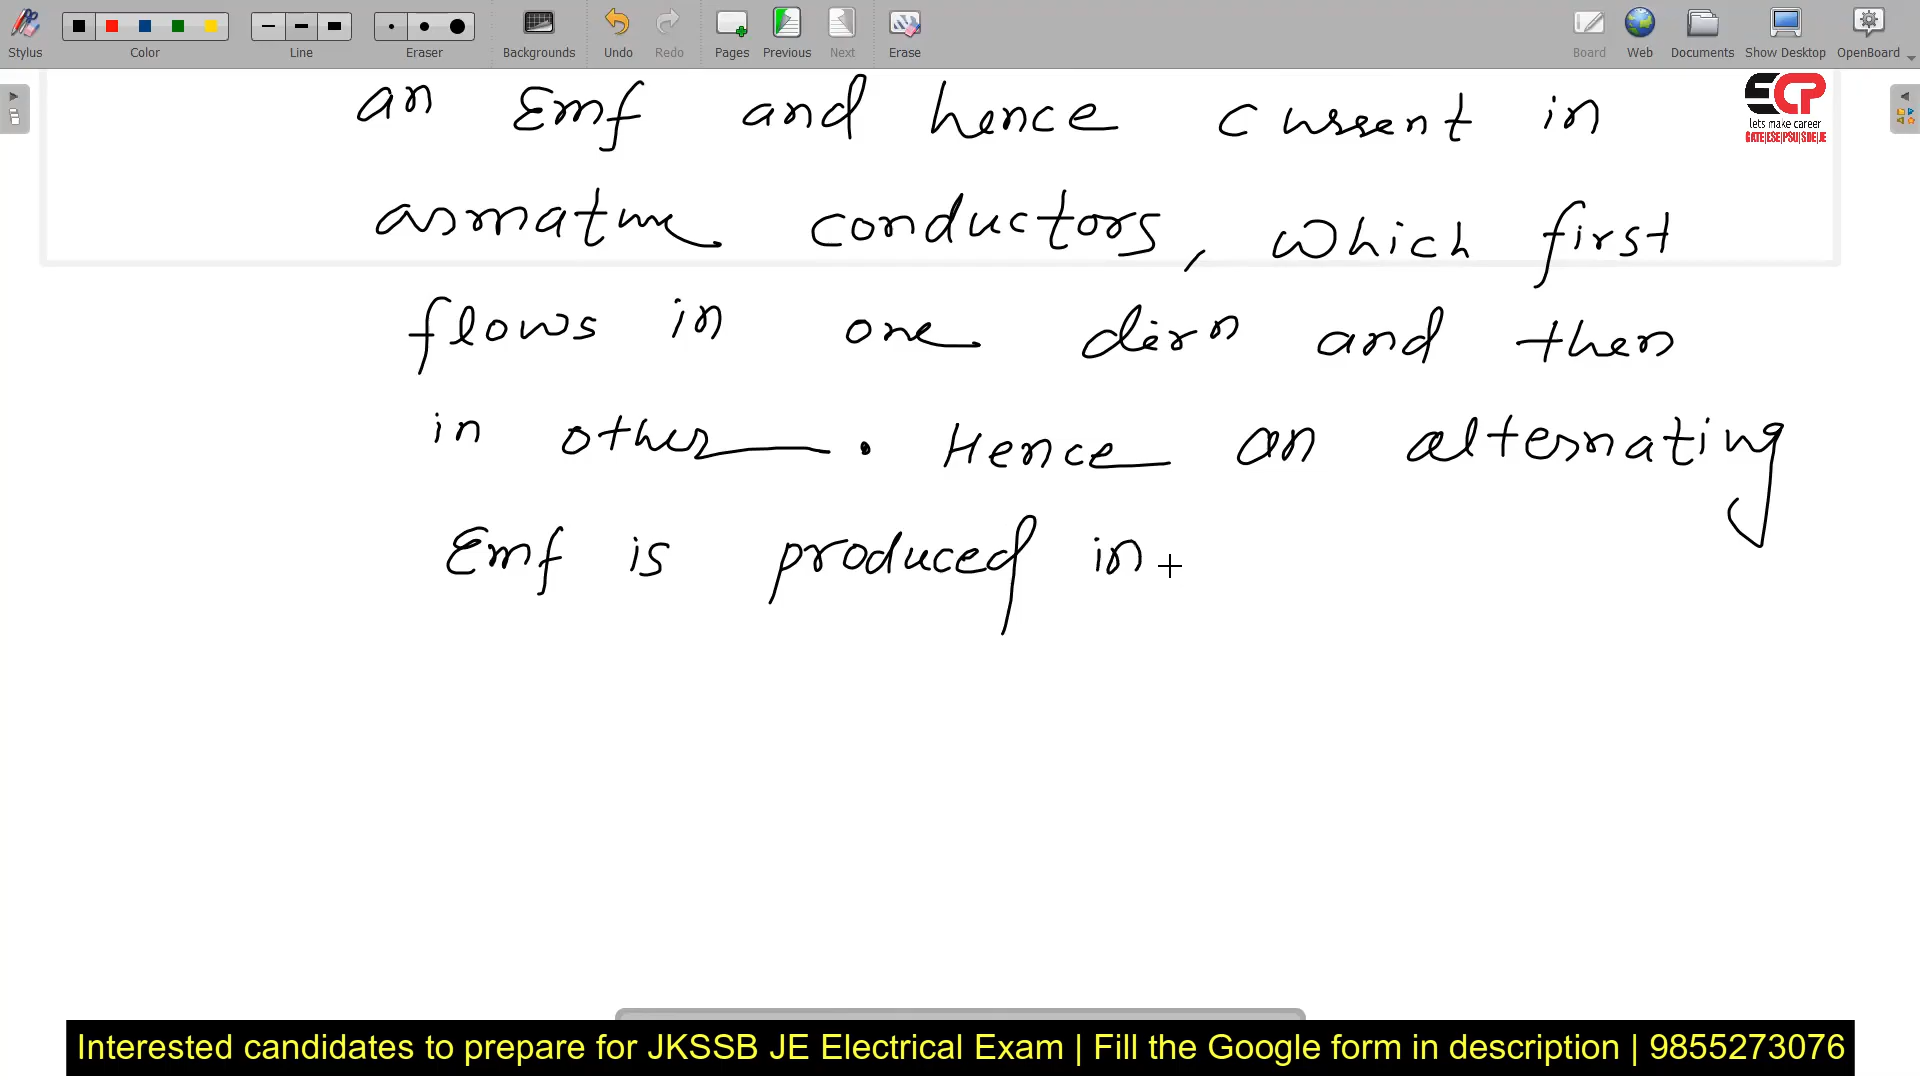 Stylus Color Line Eraser Backgrounds Undo Redo Pages Previous Next Erase Board Web Documents Show Desktop OpenBoard
ECP
lets make career
GATE|ESE|PSU|SDE|JE
an Emf and hence current in
armature conductors, which first
flows in one dirn and then
in other. Hence an alternating
Emf is produced in
Interested candidates to prepare for JKSSB JE Electrical Exam | Fill the Google form in description | 9855273076